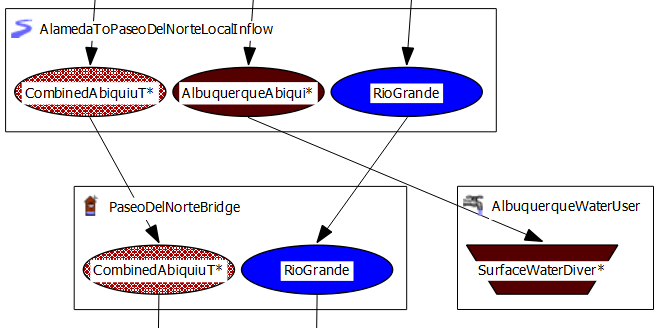 AlamedaToPaseoDelNorteLocalInflow
CombinedAbiquiuT*
AlbuquerqueAbiqui*
RioGrande
PaseoDelNorteBridge
AlbuquerqueWaterUser
CombinedAbiquiuT*
RioGrande
SurfaceWaterDiver*